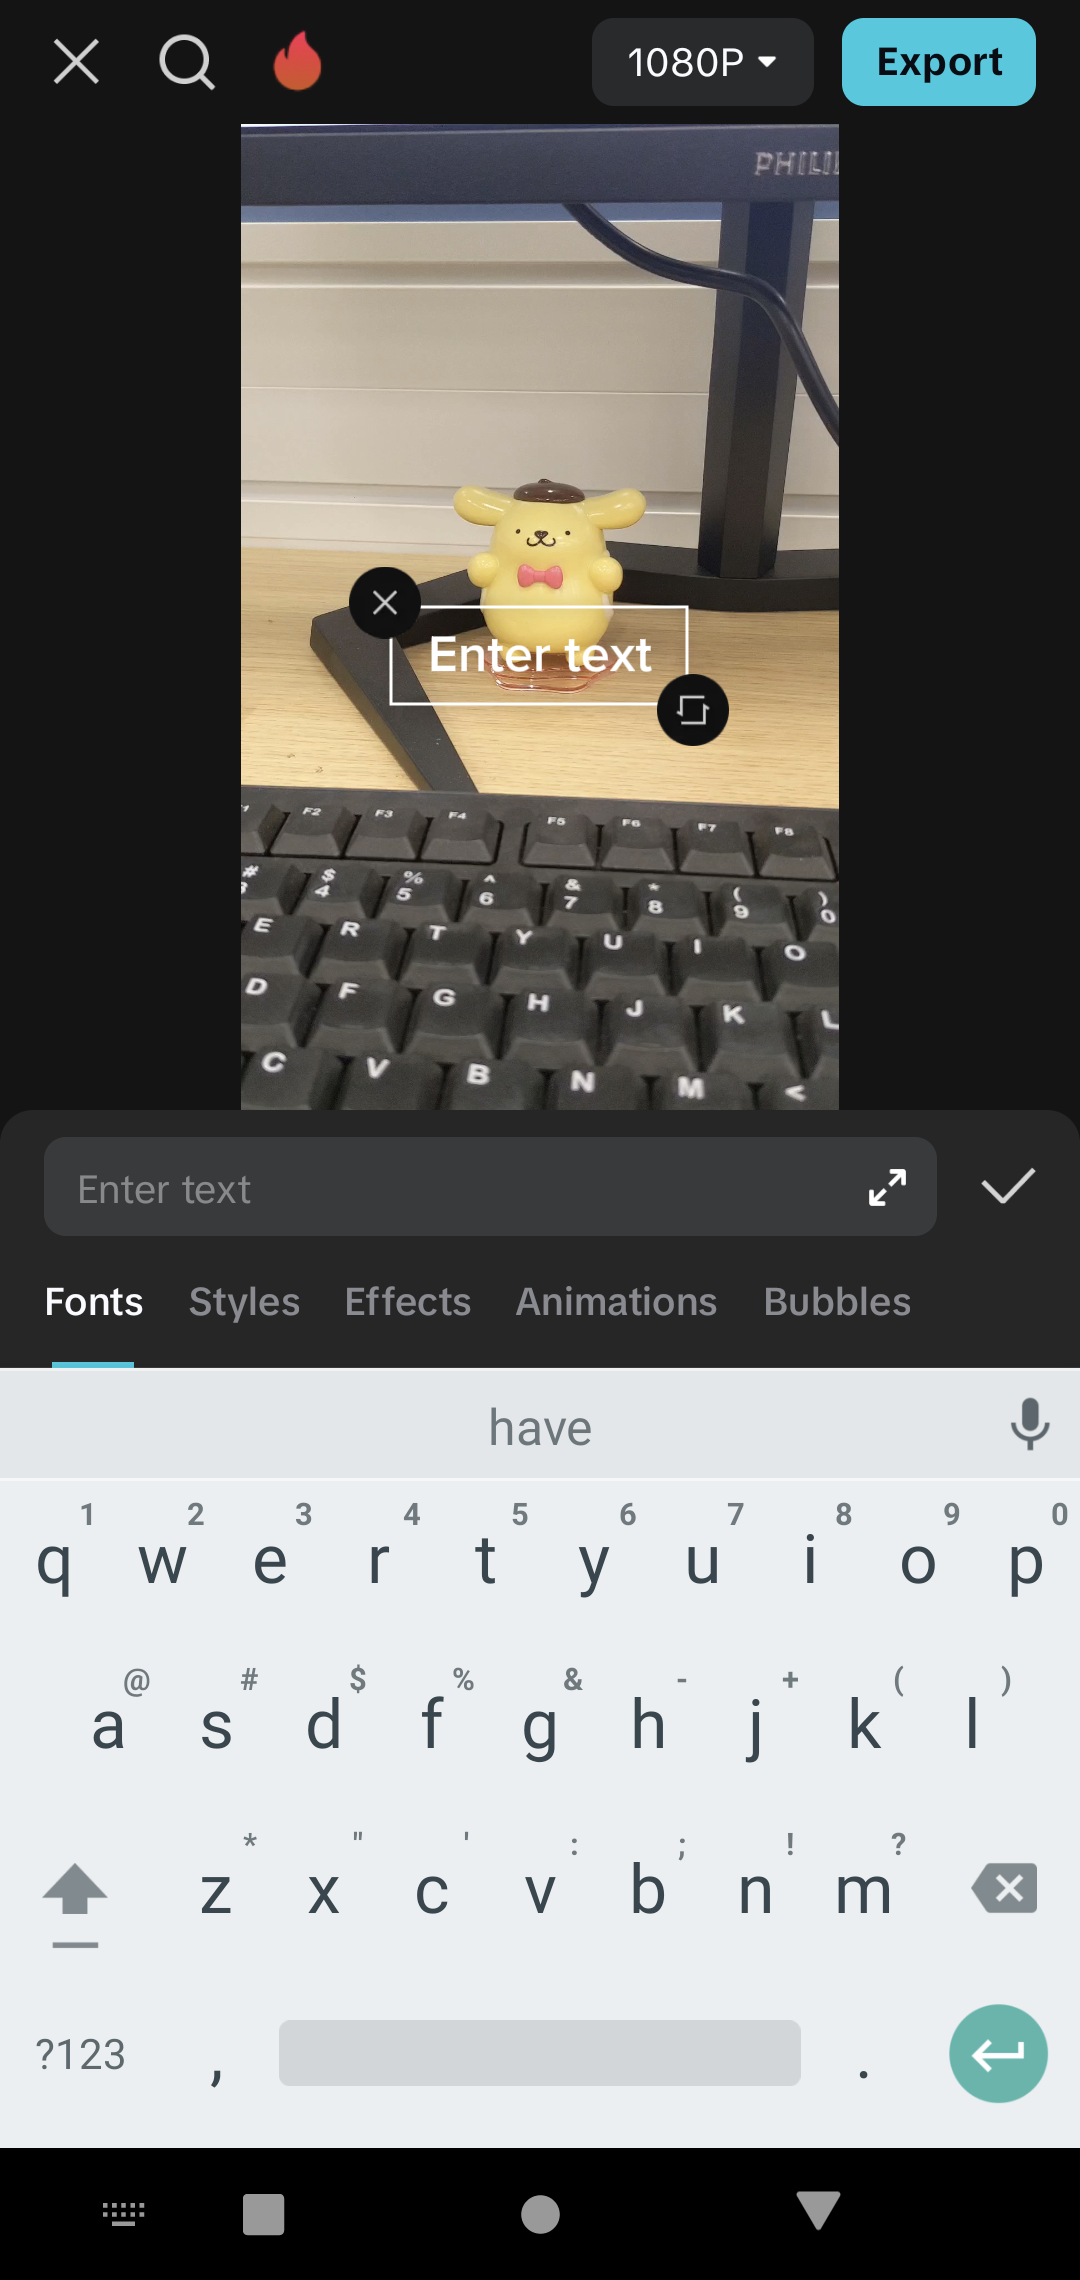 1080P
Export
PHILI
Enter text
F2 F3 F4 F5 F6 F7 F8
# $ % ^ & * ( )
4 5 6 7 8 9 0
E R T Y U I O
D F G H J K L
C V B N M <
Enter text
Fonts Styles Effects Animations Bubbles
have
1 2 3 4 5 6 7 8 9 0
q w e r t y u i o p
@ # $ % & - + ( )
a s d f g h j k l
* " ' : ; ! ?
z x c v b n m
?123 , .